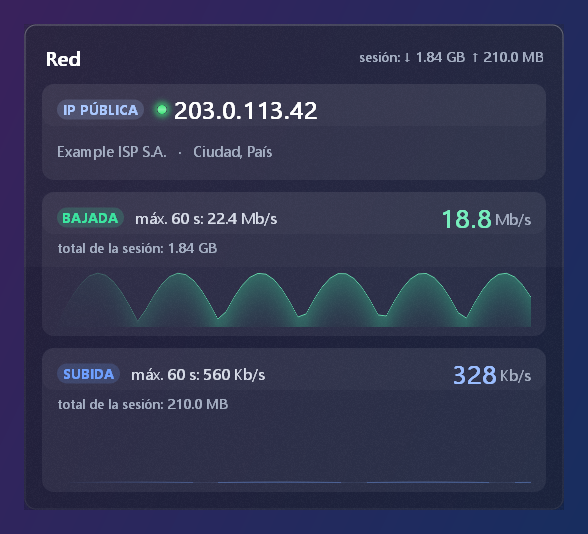 Red
sesión: ↓ 1.84 GB ↑ 210.0 MB
IP PÚBLICA 203.0.113.42
Example ISP S.A. · Ciudad, País
BAJADA máx. 60 s: 22.4 Mb/s 18.8 Mb/s
total de la sesión: 1.84 GB
SUBIDA máx. 60 s: 560 Kb/s 328 Kb/s
total de la sesión: 210.0 MB